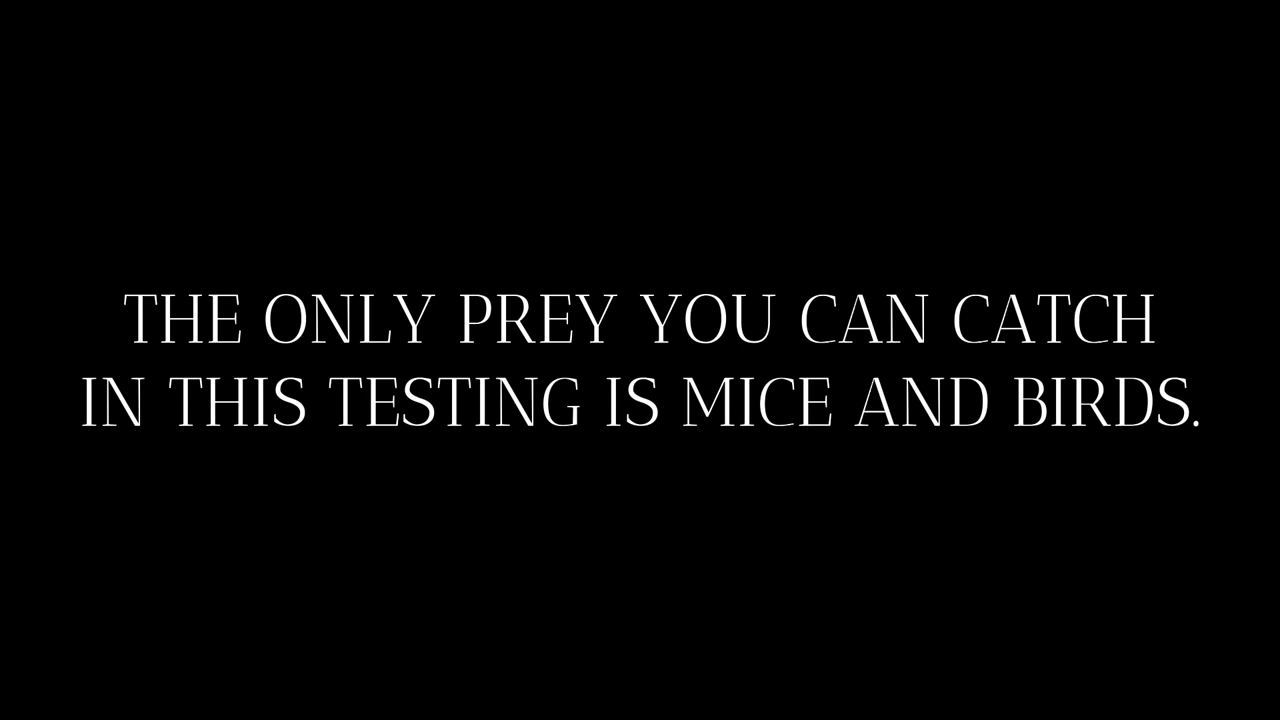 THE ONLY PREY YOU CAN CATCH
IN THIS TESTING IS MICE AND BIRDS.